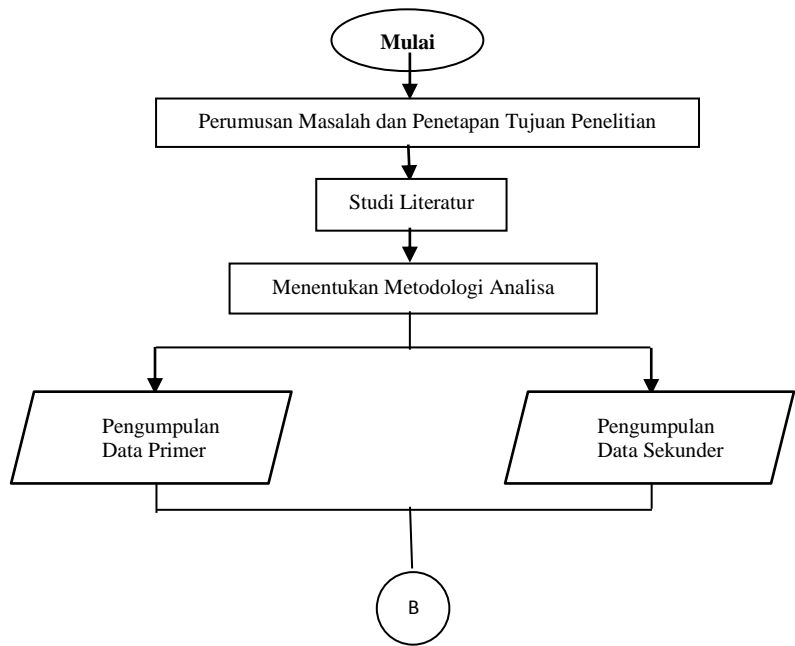 Mulai
Perumusan Masalah dan Penetapan Tujuan Penelitian
Studi Literatur
Menentukan Metodologi Analisa
Pengumpulan
Data Primer
Pengumpulan
Data Sekunder
B